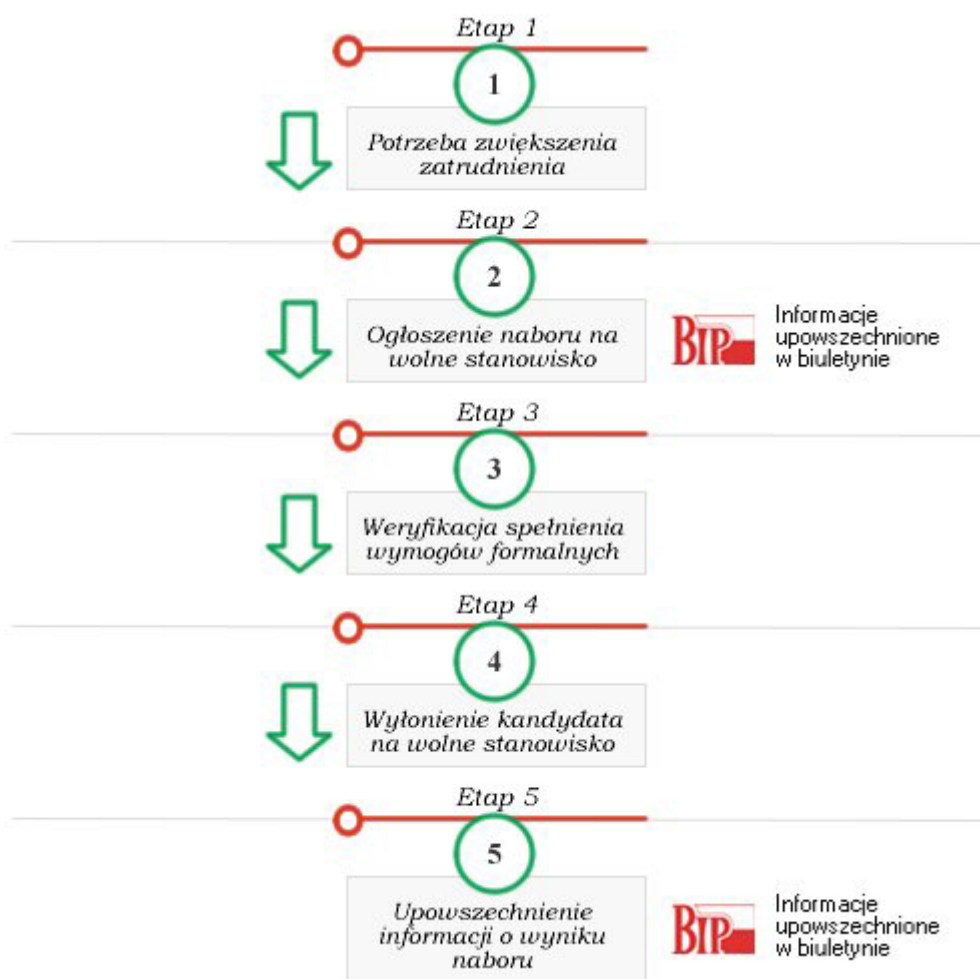 Etap 1
1
Potrzeba zwiększenia
zatrudnienia
Etap 2
2
Ogłoszenie naboru na
wolne stanowisko
BIP
Informacje
upowszechnione
w biuletynie
Etap 3
3
Weryfikacja spełnienia
wymogów formalnych
Etap 4
4
Wyłonienie kandydata
na wolne stanowisko
Etap 5
5
Upowszechnienie
informacji o wyniku
naboru
BIP
Informacje
upowszechnione
w biuletynie